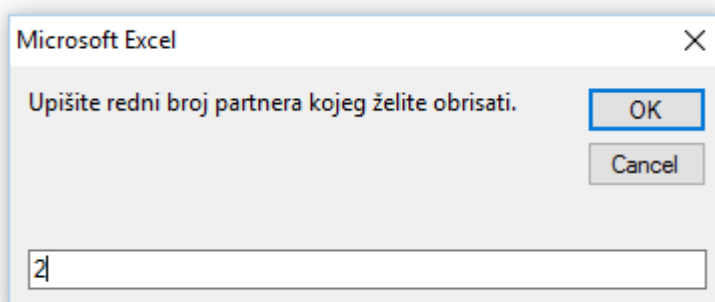 Microsoft Excel
Upišite redni broj partnera kojeg želite obrisati.
OK
Cancel
2